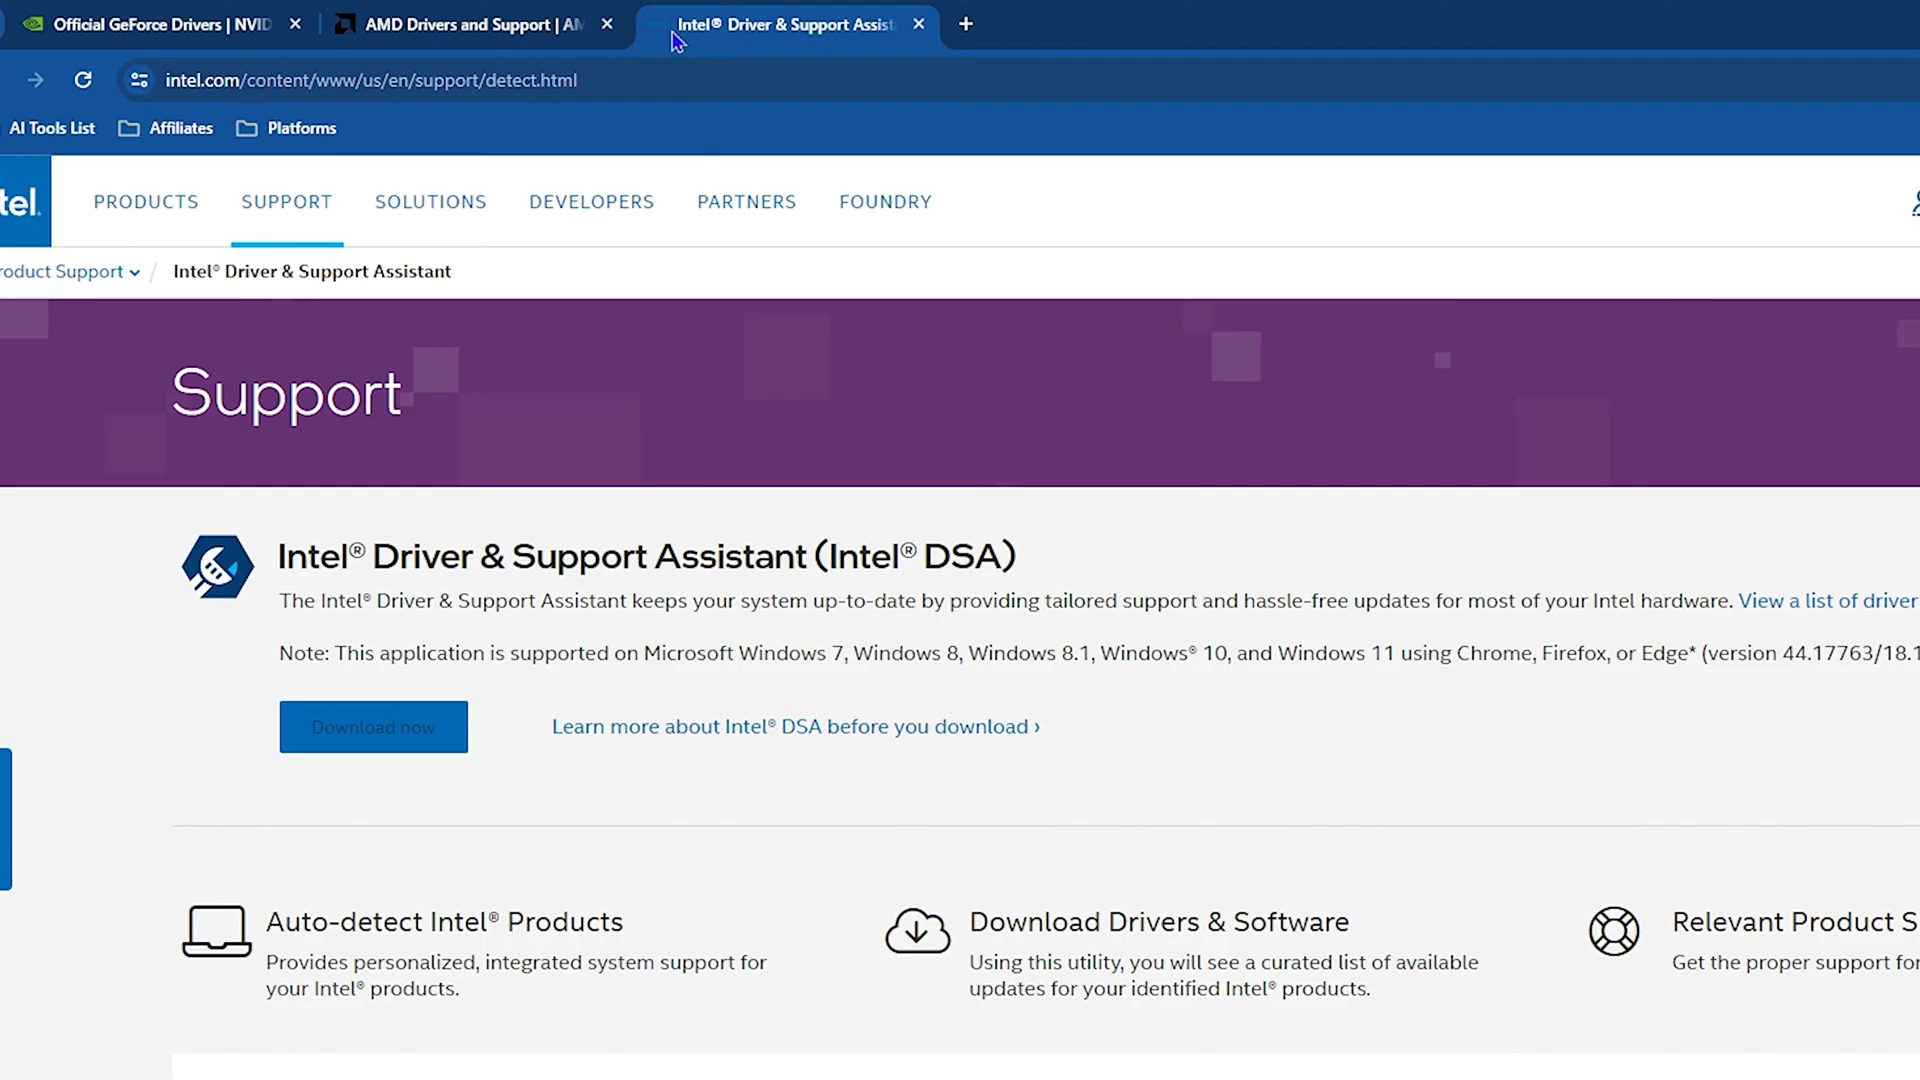 Official GeForce Drivers | NVID
AMD Drivers and Support | AM
Intel® Driver & Support Assist
intel.com/content/www/us/en/support/detect.html
AI Tools List
Affiliates
Platforms
tel.
PRODUCTS
SUPPORT
SOLUTIONS
DEVELOPERS
PARTNERS
FOUNDRY
roduct Support
/
Intel® Driver & Support Assistant
Support
Intel® Driver & Support Assistant (Intel® DSA)
The Intel® Driver & Support Assistant keeps your system up-to-date by providing tailored support and hassle-free updates for most of your Intel hardware. View a list of driver
Note: This application is supported on Microsoft Windows 7, Windows 8, Windows 8.1, Windows® 10, and Windows 11 using Chrome, Firefox, or Edge* (version 44.17763/18.1
Download now
Learn more about Intel® DSA before you download ›
Auto-detect Intel® Products
Provides personalized, integrated system support for
your Intel® products.
Download Drivers & Software
Using this utility, you will see a curated list of available
updates for your identified Intel® products.
Relevant Product S
Get the proper support for